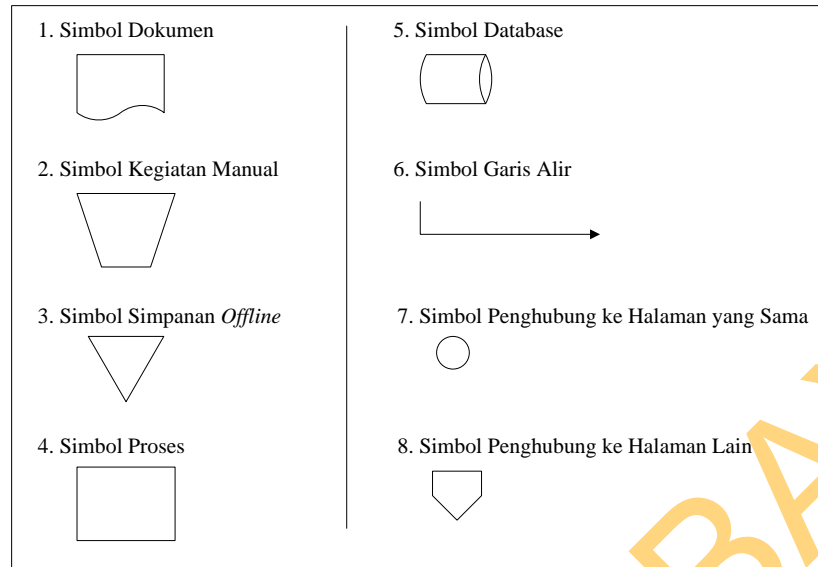 1. Simbol Dokumen
2. Simbol Kegiatan Manual
3. Simbol Simpanan Offline
4. Simbol Proses
5. Simbol Database
6. Simbol Garis Alir
7. Simbol Penghubung ke Halaman yang Sama
8. Simbol Penghubung ke Halaman Lain
BA